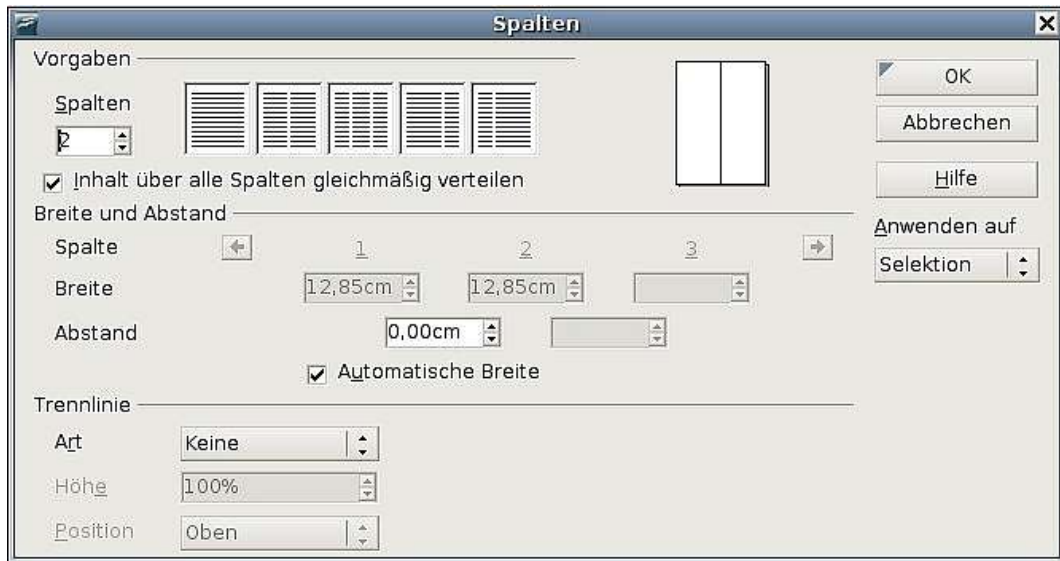 Spalten
Vorgaben
OK
Spalten
2
Abbrechen
Inhalt über alle Spalten gleichmäßig verteilen
Hilfe
Breite und Abstand
Anwenden auf
Spalte 1 2 3
Selektion
Breite 12,85cm 12,85cm
Abstand 0,00cm
Automatische Breite
Trennlinie
Art Keine
Höhe 100%
Position Oben